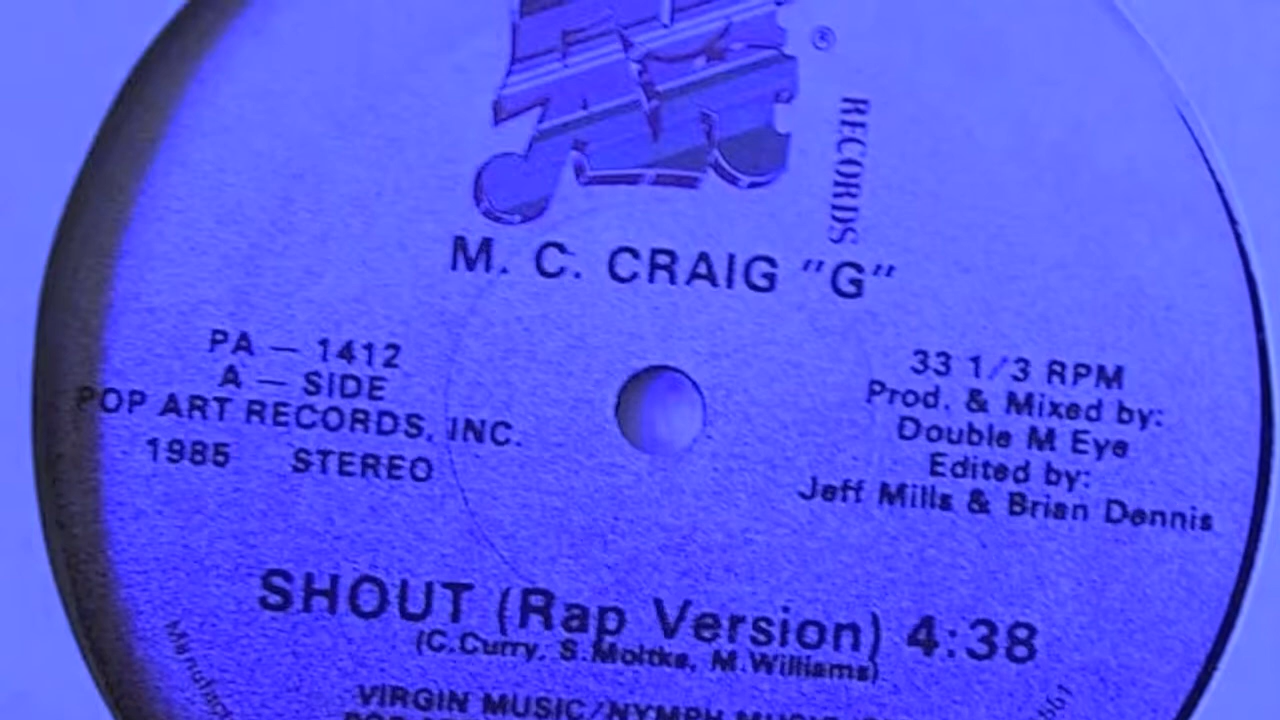 ®
RECORDS
M. C. CRAIG "G"
PA — 1412
A — SIDE
POP ART RECORDS, INC.
1985 STEREO
33 1/3 RPM
Prod. & Mixed by:
Double M Eye
Edited by:
Jeff Mills & Brian Dennis
SHOUT (Rap Version) 4:38
(C.Curry, S.Moltke, M.Williams)
VIRGIN MUSIC/NYMPH MUSIC